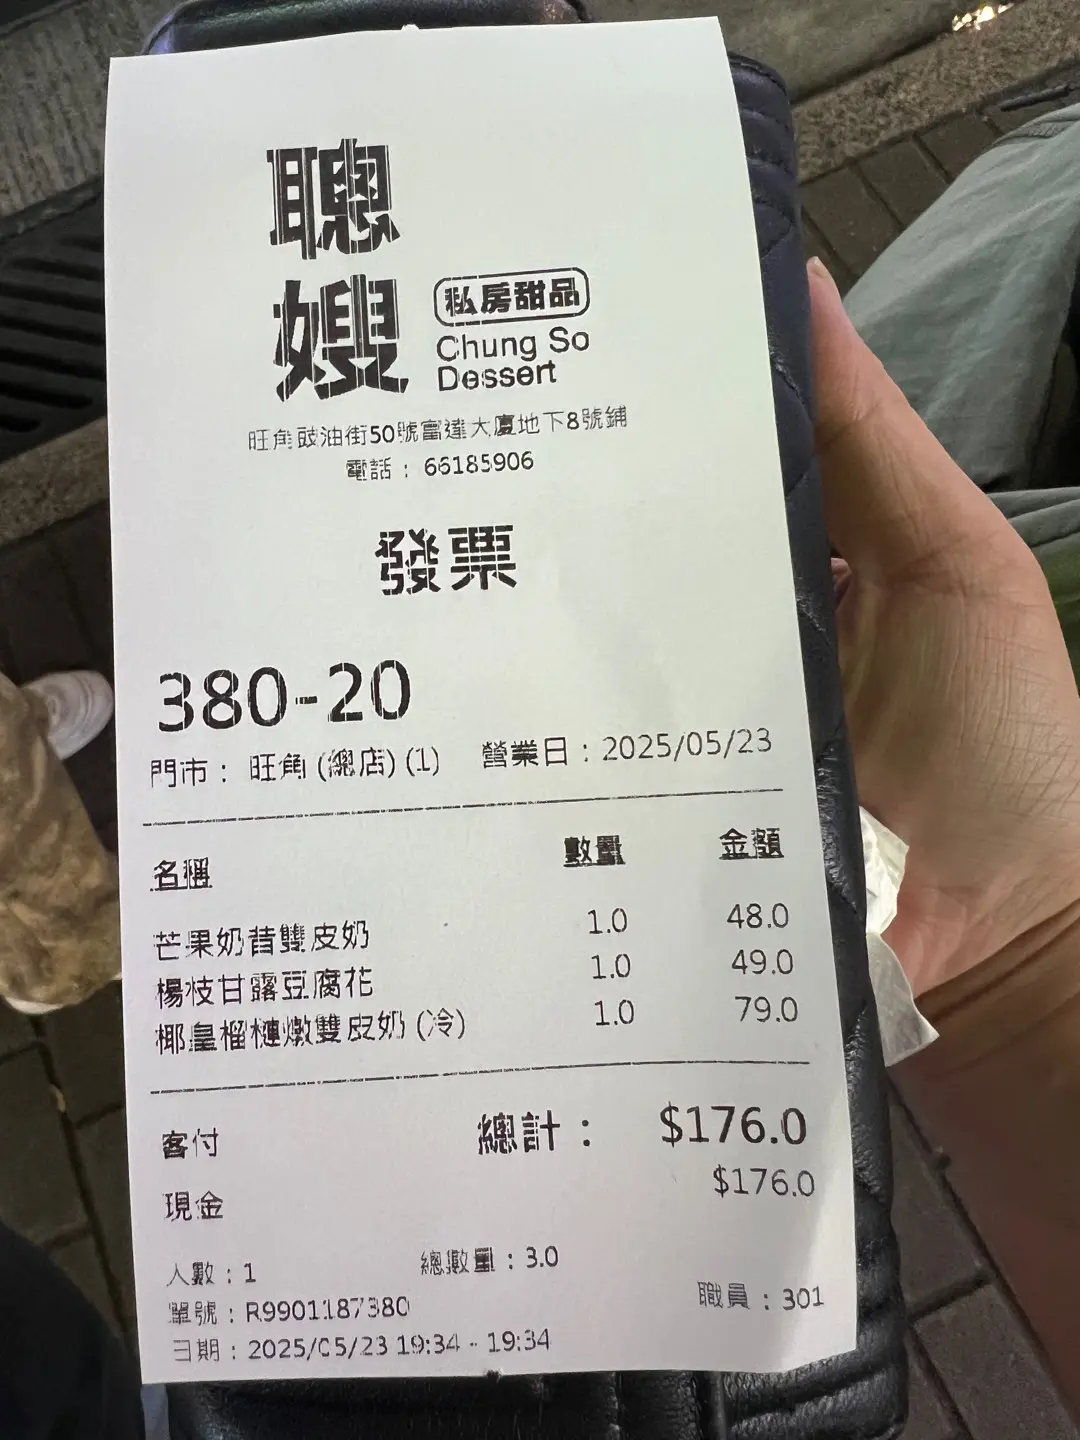 聰嫂
私房甜品
Chung So
Dessert
旺角豉油街50號富達大廈地下8號鋪
電話：66185906
發票
380-20
門市：旺角(總店)(1) 營業日：2025/05/23
名稱 數量 金額
芒果奶昔雙皮奶 1.0 48.0
楊枝甘露豆腐花 1.0 49.0
椰皇榴槤燉雙皮奶(冷) 1.0 79.0
客付 總計：$176.0
現金 $176.0
人數：1 總數量：3.0
單號：R9901187380 職員：301
日期：2025/05/23 19:34 - 19:34